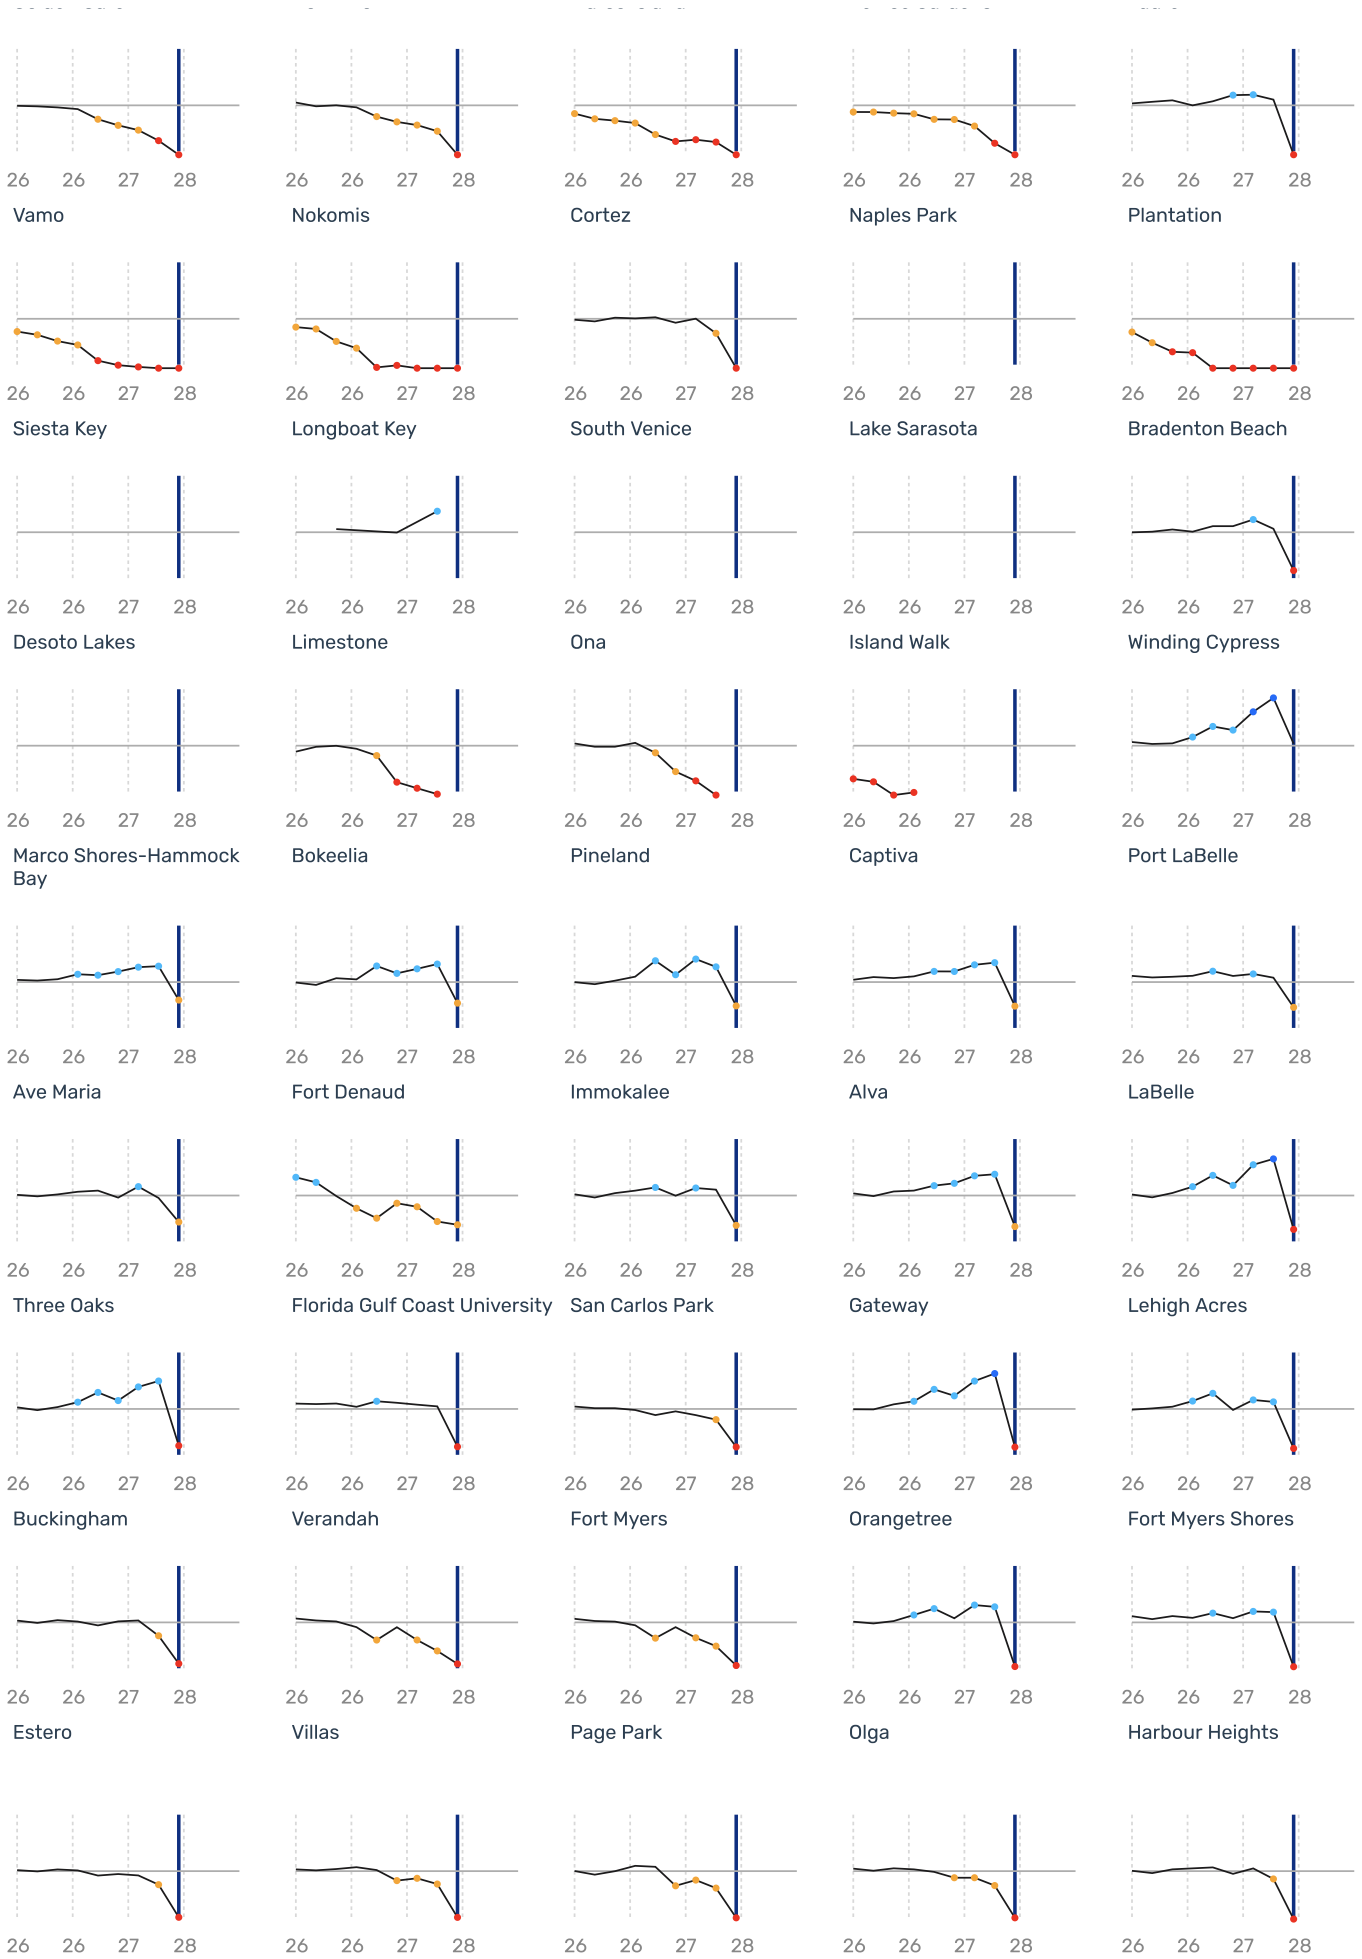 26 26 27 28 26 26 27 28 26 26 27 28 26 26 27 28 26 26 27 28
Vamo Nokomis Cortez Naples Park Plantation
26 26 27 28 26 26 27 28 26 26 27 28 26 26 27 28 26 26 27 28
Siesta Key Longboat Key South Venice Lake Sarasota Bradenton Beach
26 26 27 28 26 26 27 28 26 26 27 28 26 26 27 28 26 26 27 28
Desoto Lakes Limestone Ona Island Walk Winding Cypress
26 26 27 28 26 26 27 28 26 26 27 28 26 26 27 28 26 26 27 28
Marco Shores-Hammock Bokeelia Pineland Captiva Port LaBelle
Bay
26 26 27 28 26 26 27 28 26 26 27 28 26 26 27 28 26 26 27 28
Ave Maria Fort Denaud Immokalee Alva LaBelle
26 26 27 28 26 26 27 28 26 26 27 28 26 26 27 28 26 26 27 28
Three Oaks Florida Gulf Coast University San Carlos Park Gateway Lehigh Acres
26 26 27 28 26 26 27 28 26 26 27 28 26 26 27 28 26 26 27 28
Buckingham Verandah Fort Myers Orangetree Fort Myers Shores
26 26 27 28 26 26 27 28 26 26 27 28 26 26 27 28 26 26 27 28
Estero Villas Page Park Olga Harbour Heights
26 26 27 28 26 26 27 28 26 26 27 28 26 26 27 28 26 26 27 28